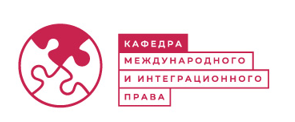 КАФЕДРА
МЕЖДУНАРОДНОГО
И ИНТЕГРАЦИОННОГО
ПРАВА